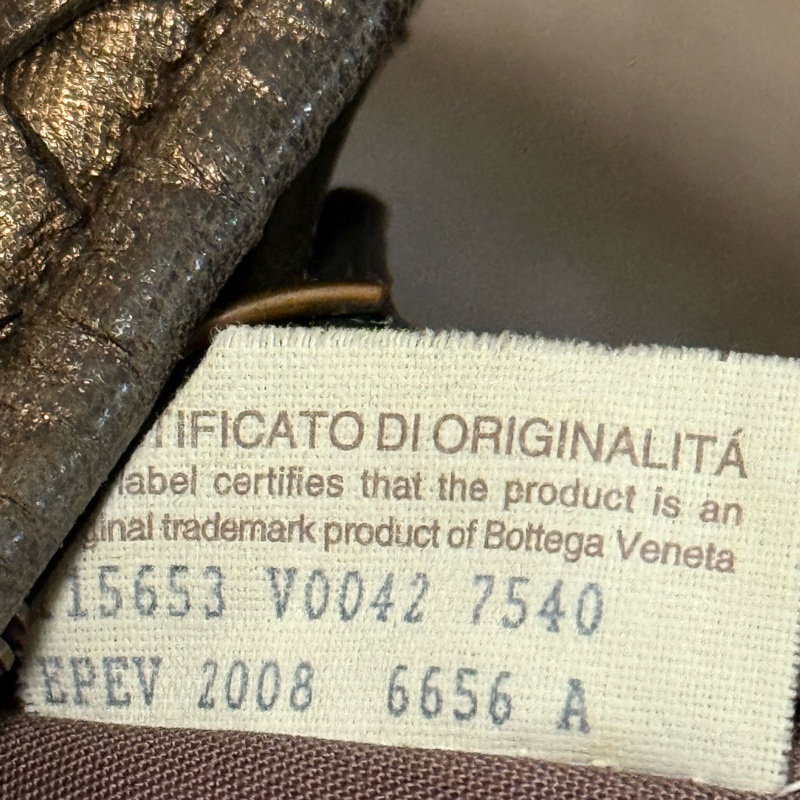 TIFICATO DI ORIGINALITÁ
label certifies that the product is an
ginal trademark product of Bottega Veneta
115653 V0042 7540
EPEV 2008 6656 A